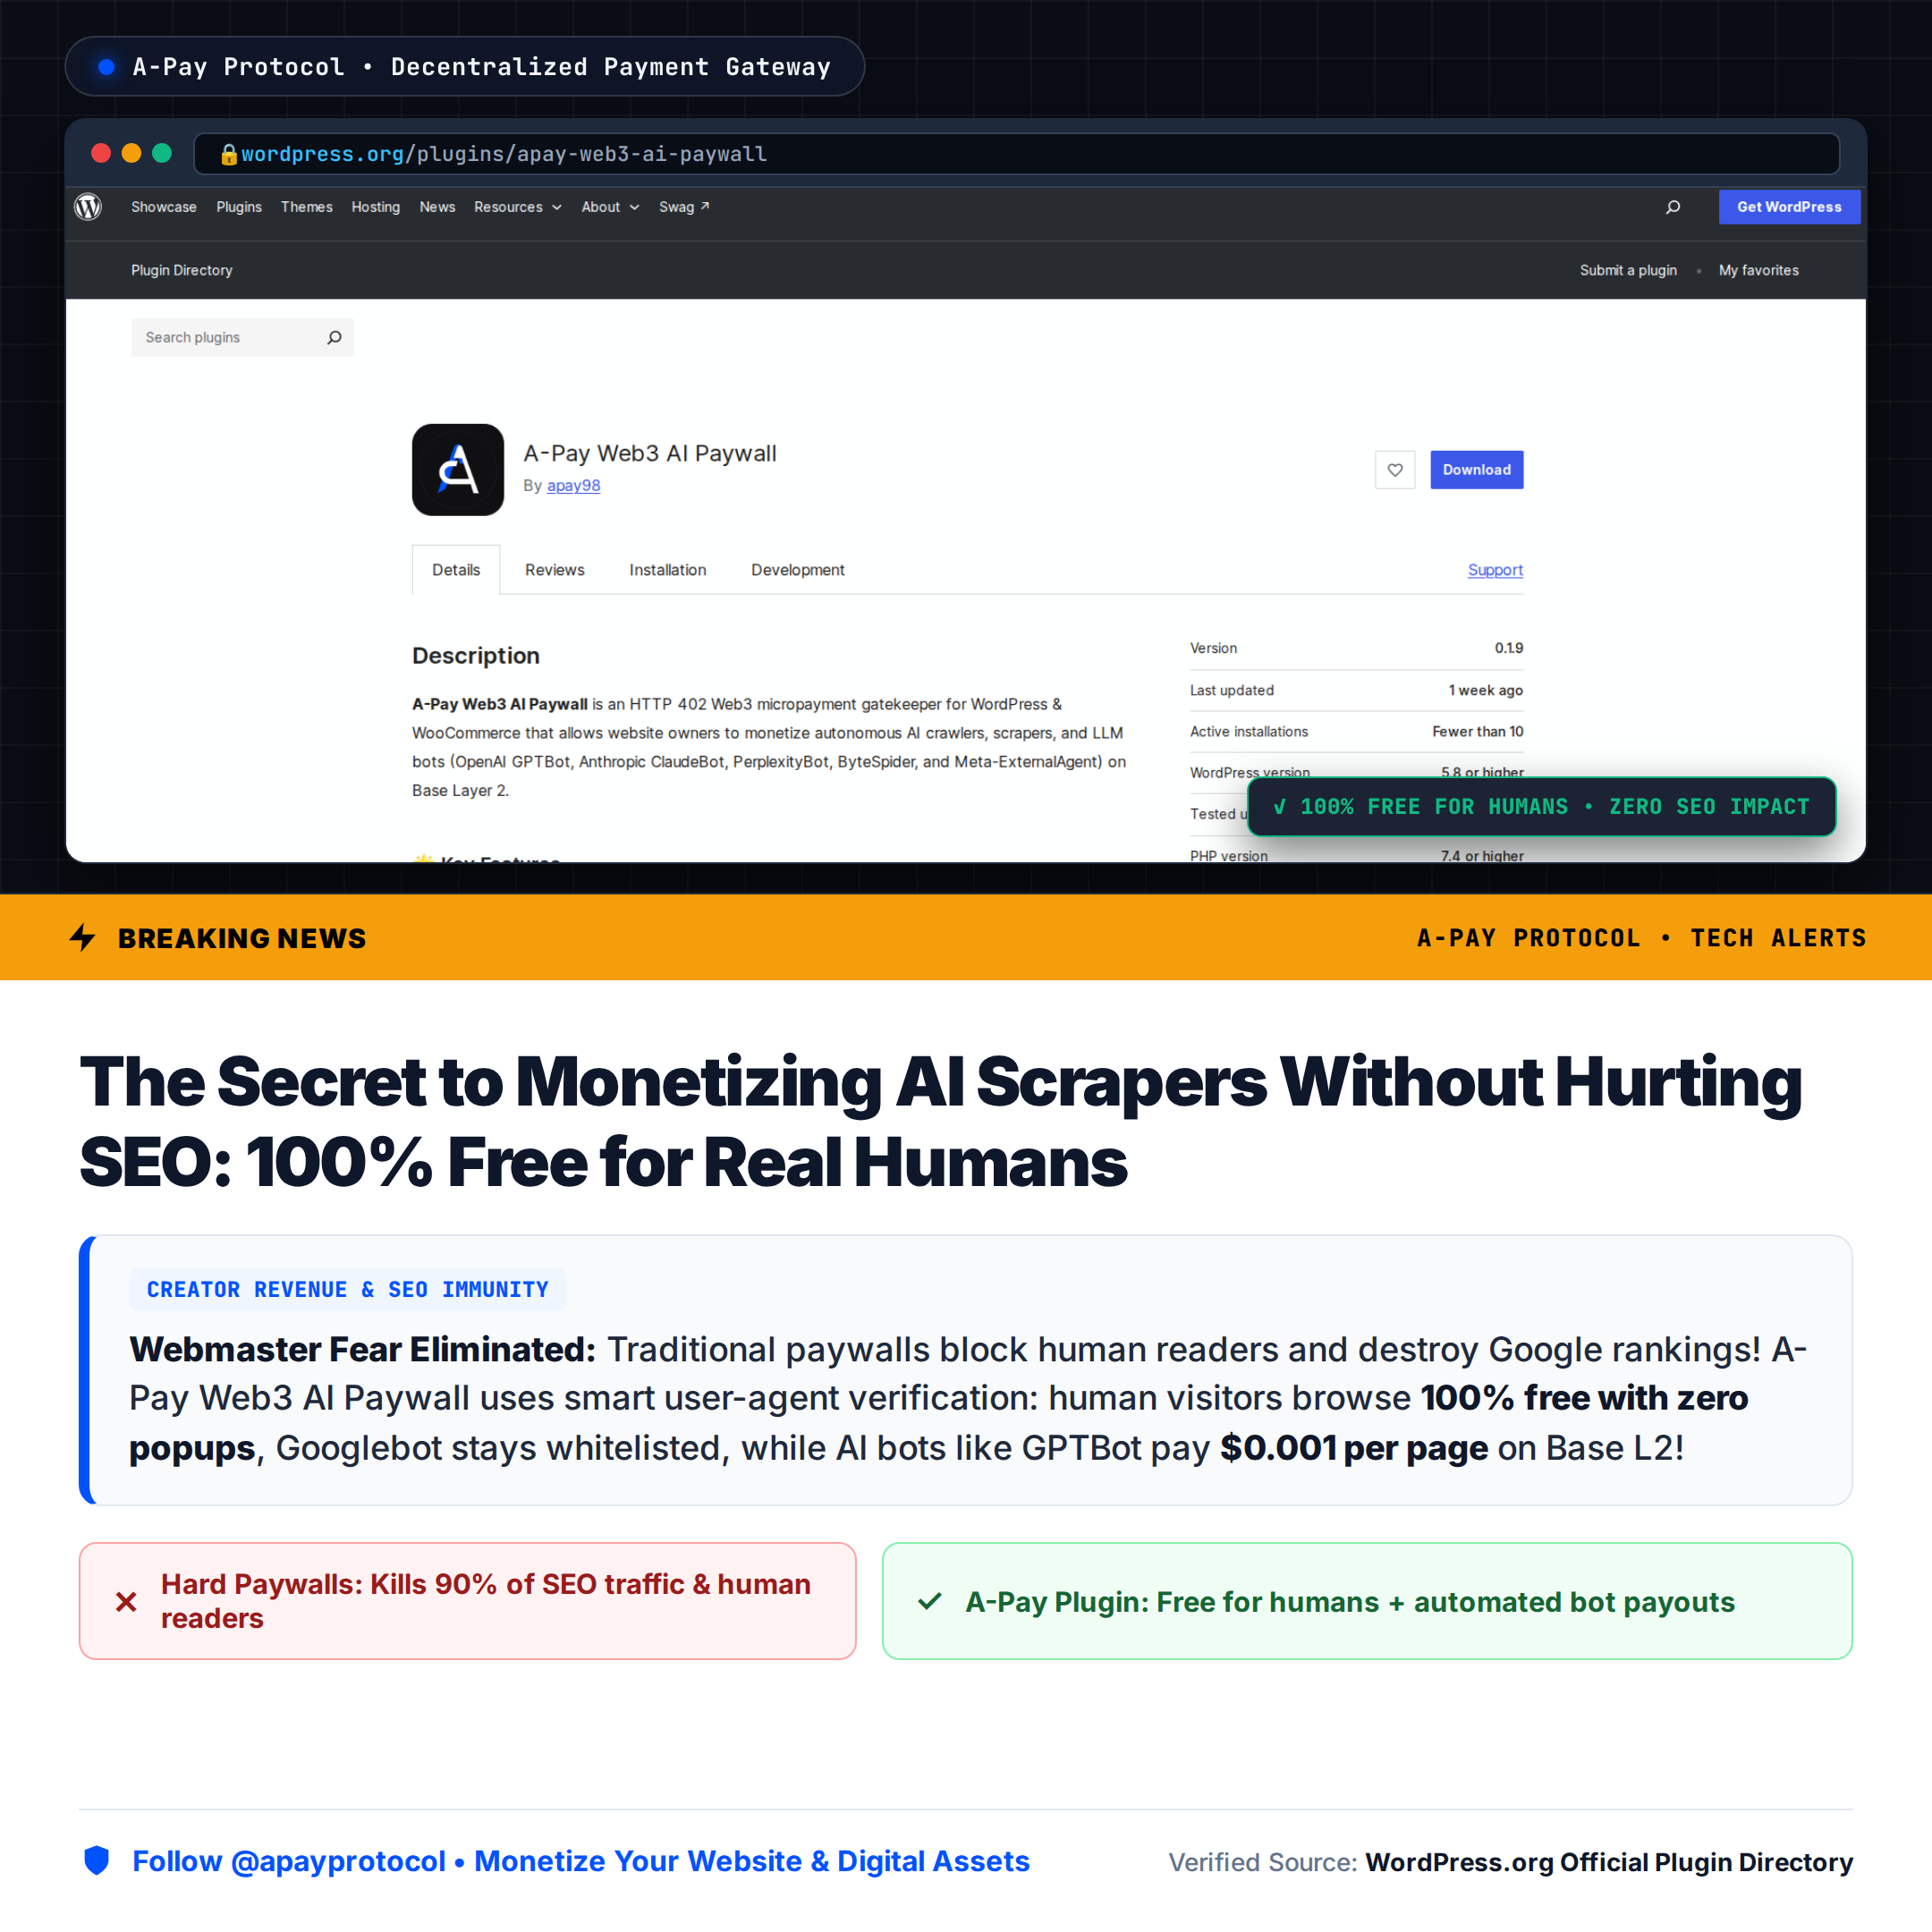 A-Pay Protocol • Decentralized Payment Gateway
wordpress.org/plugins/apay-web3-ai-paywall
Showcase Plugins Themes Hosting News Resources About Swag ↗ Get WordPress
Plugin Directory Submit a plugin • My favorites
Search plugins
A-Pay Web3 AI Paywall
By apay98
Download
Details Reviews Installation Development Support
Description
A-Pay Web3 AI Paywall is an HTTP 402 Web3 micropayment gatekeeper for WordPress &
WooCommerce that allows website owners to monetize autonomous AI crawlers, scrapers, and LLM
bots (OpenAI GPTBot, Anthropic ClaudeBot, PerplexityBot, ByteSpider, and Meta-ExternalAgent) on
Base Layer 2.
Key Features
Version 0.1.9
Last updated 1 week ago
Active installations Fewer than 10
WordPress version 5.8 or higher
Tested u
✓ 100% FREE FOR HUMANS • ZERO SEO IMPACT
PHP version 7.4 or higher
BREAKING NEWS
A-PAY PROTOCOL • TECH ALERTS
The Secret to Monetizing AI Scrapers Without Hurting
SEO: 100% Free for Real Humans
CREATOR REVENUE & SEO IMMUNITY
Webmaster Fear Eliminated: Traditional paywalls block human readers and destroy Google rankings! A-
Pay Web3 AI Paywall uses smart user-agent verification: human visitors browse 100% free with zero
popups, Googlebot stays whitelisted, while AI bots like GPTBot pay $0.001 per page on Base L2!
✕ Hard Paywalls: Kills 90% of SEO traffic & human
readers
✓ A-Pay Plugin: Free for humans + automated bot payouts
Follow @apayprotocol • Monetize Your Website & Digital Assets
Verified Source: WordPress.org Official Plugin Directory